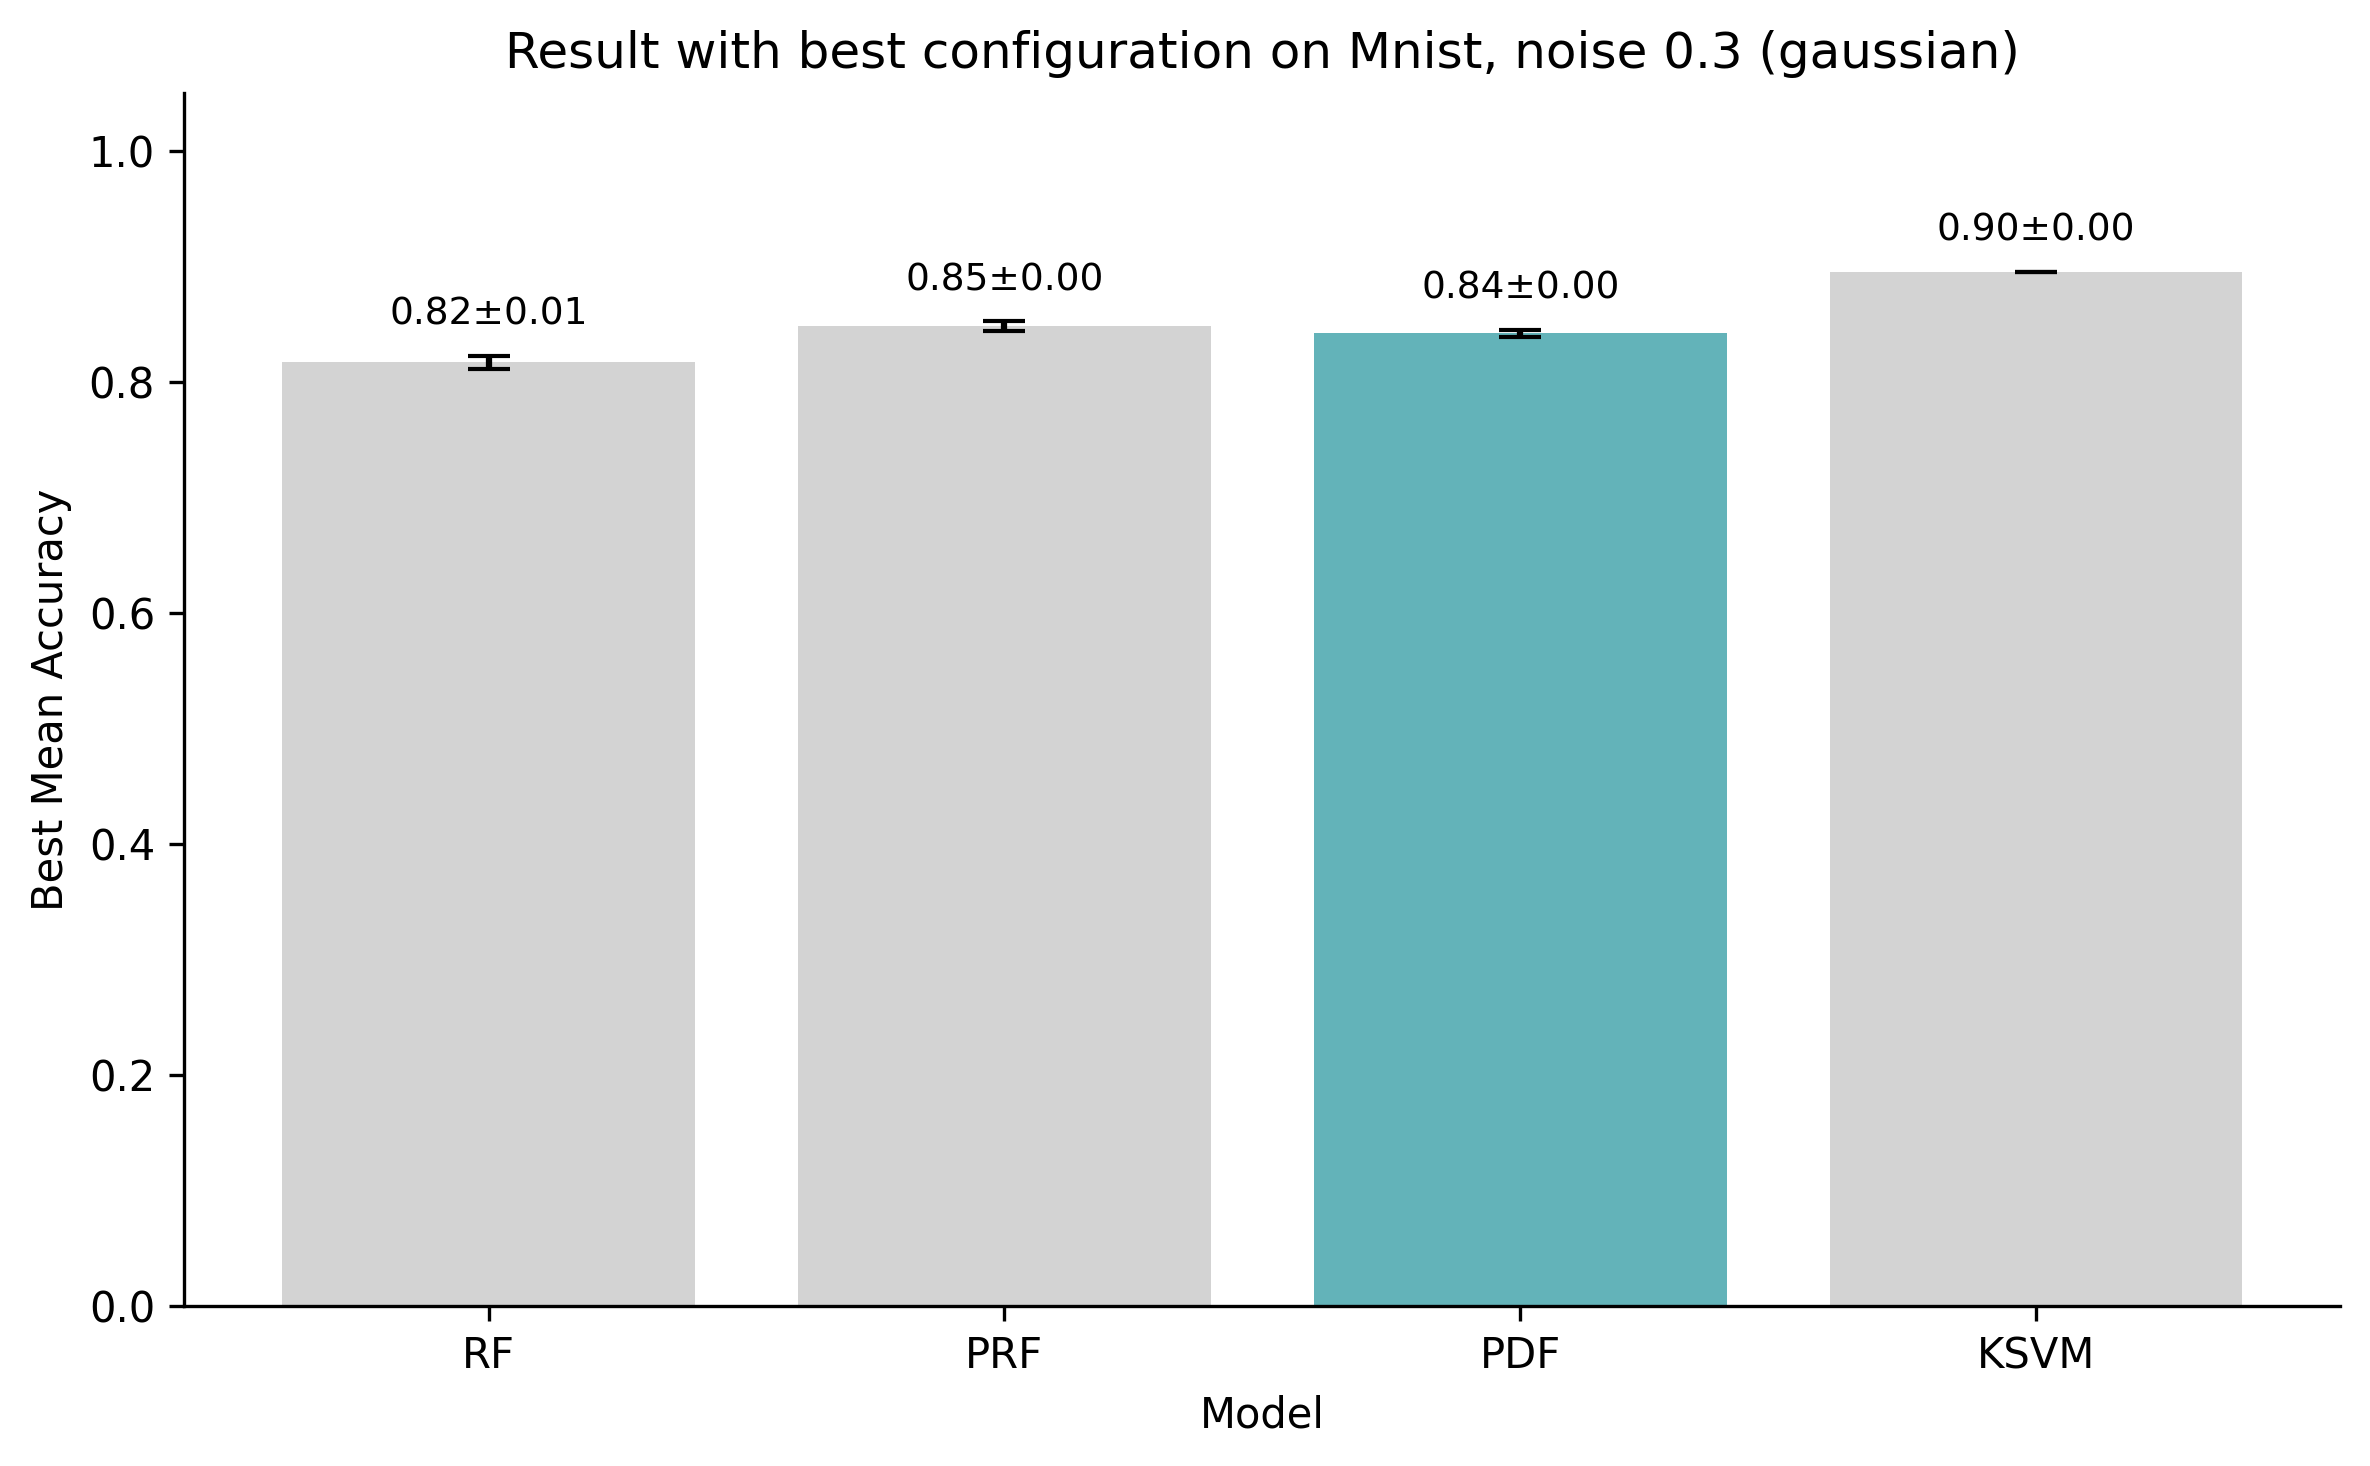 Result with best configuration on Mnist, noise 0.3 (gaussian)
Best Mean Accuracy
1.0
0.8
0.6
0.4
0.2
0.0
0.82±0.01
0.85±0.00
0.84±0.00
0.90±0.00
RF
PRF
PDF
KSVM
Model